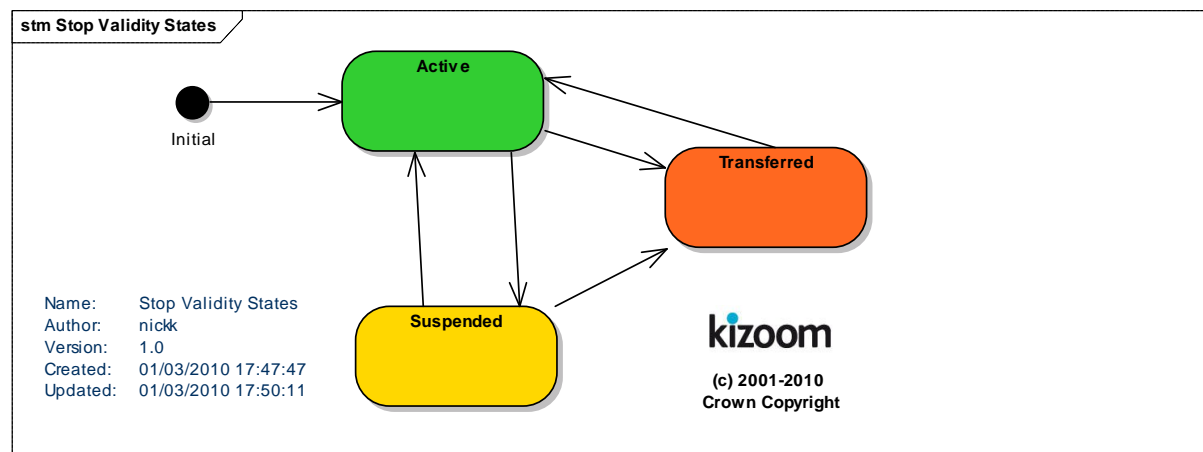 stm Stop Validity States
Active
Initial
Transferred
Suspended
Name: Stop Validity States
Author: nickk
Version: 1.0
Created: 01/03/2010 17:47:47
Updated: 01/03/2010 17:50:11
kizoom
(c) 2001-2010
Crown Copyright